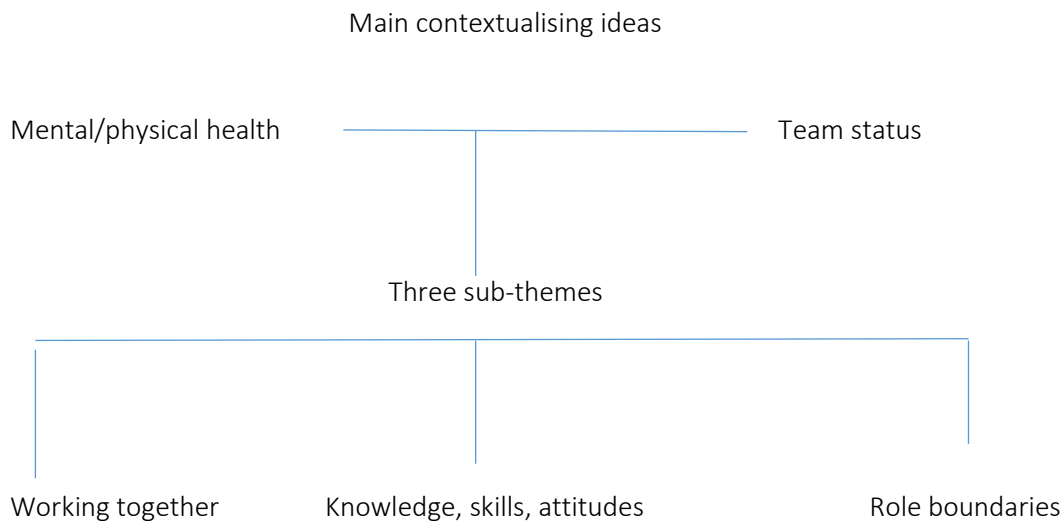 Main contextualising ideas
Mental/physical health
Team status
Three sub-themes
Working together
Knowledge, skills, attitudes
Role boundaries